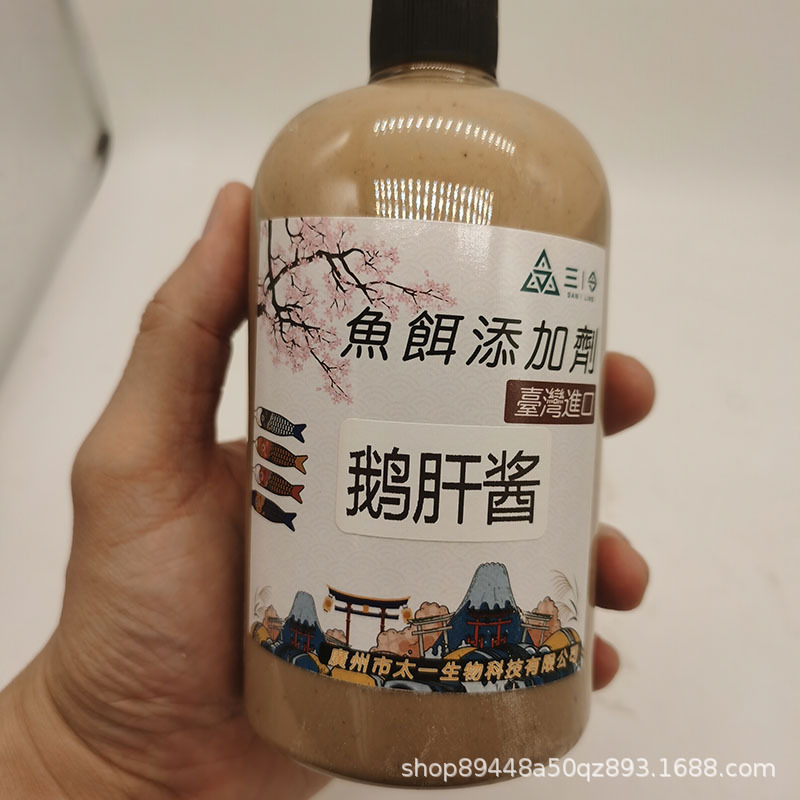 三|令
魚餌添加劑
臺灣進口
鹅肝酱
廣州市太一生物科技有限公司
shop89448a50qz893.1688.com